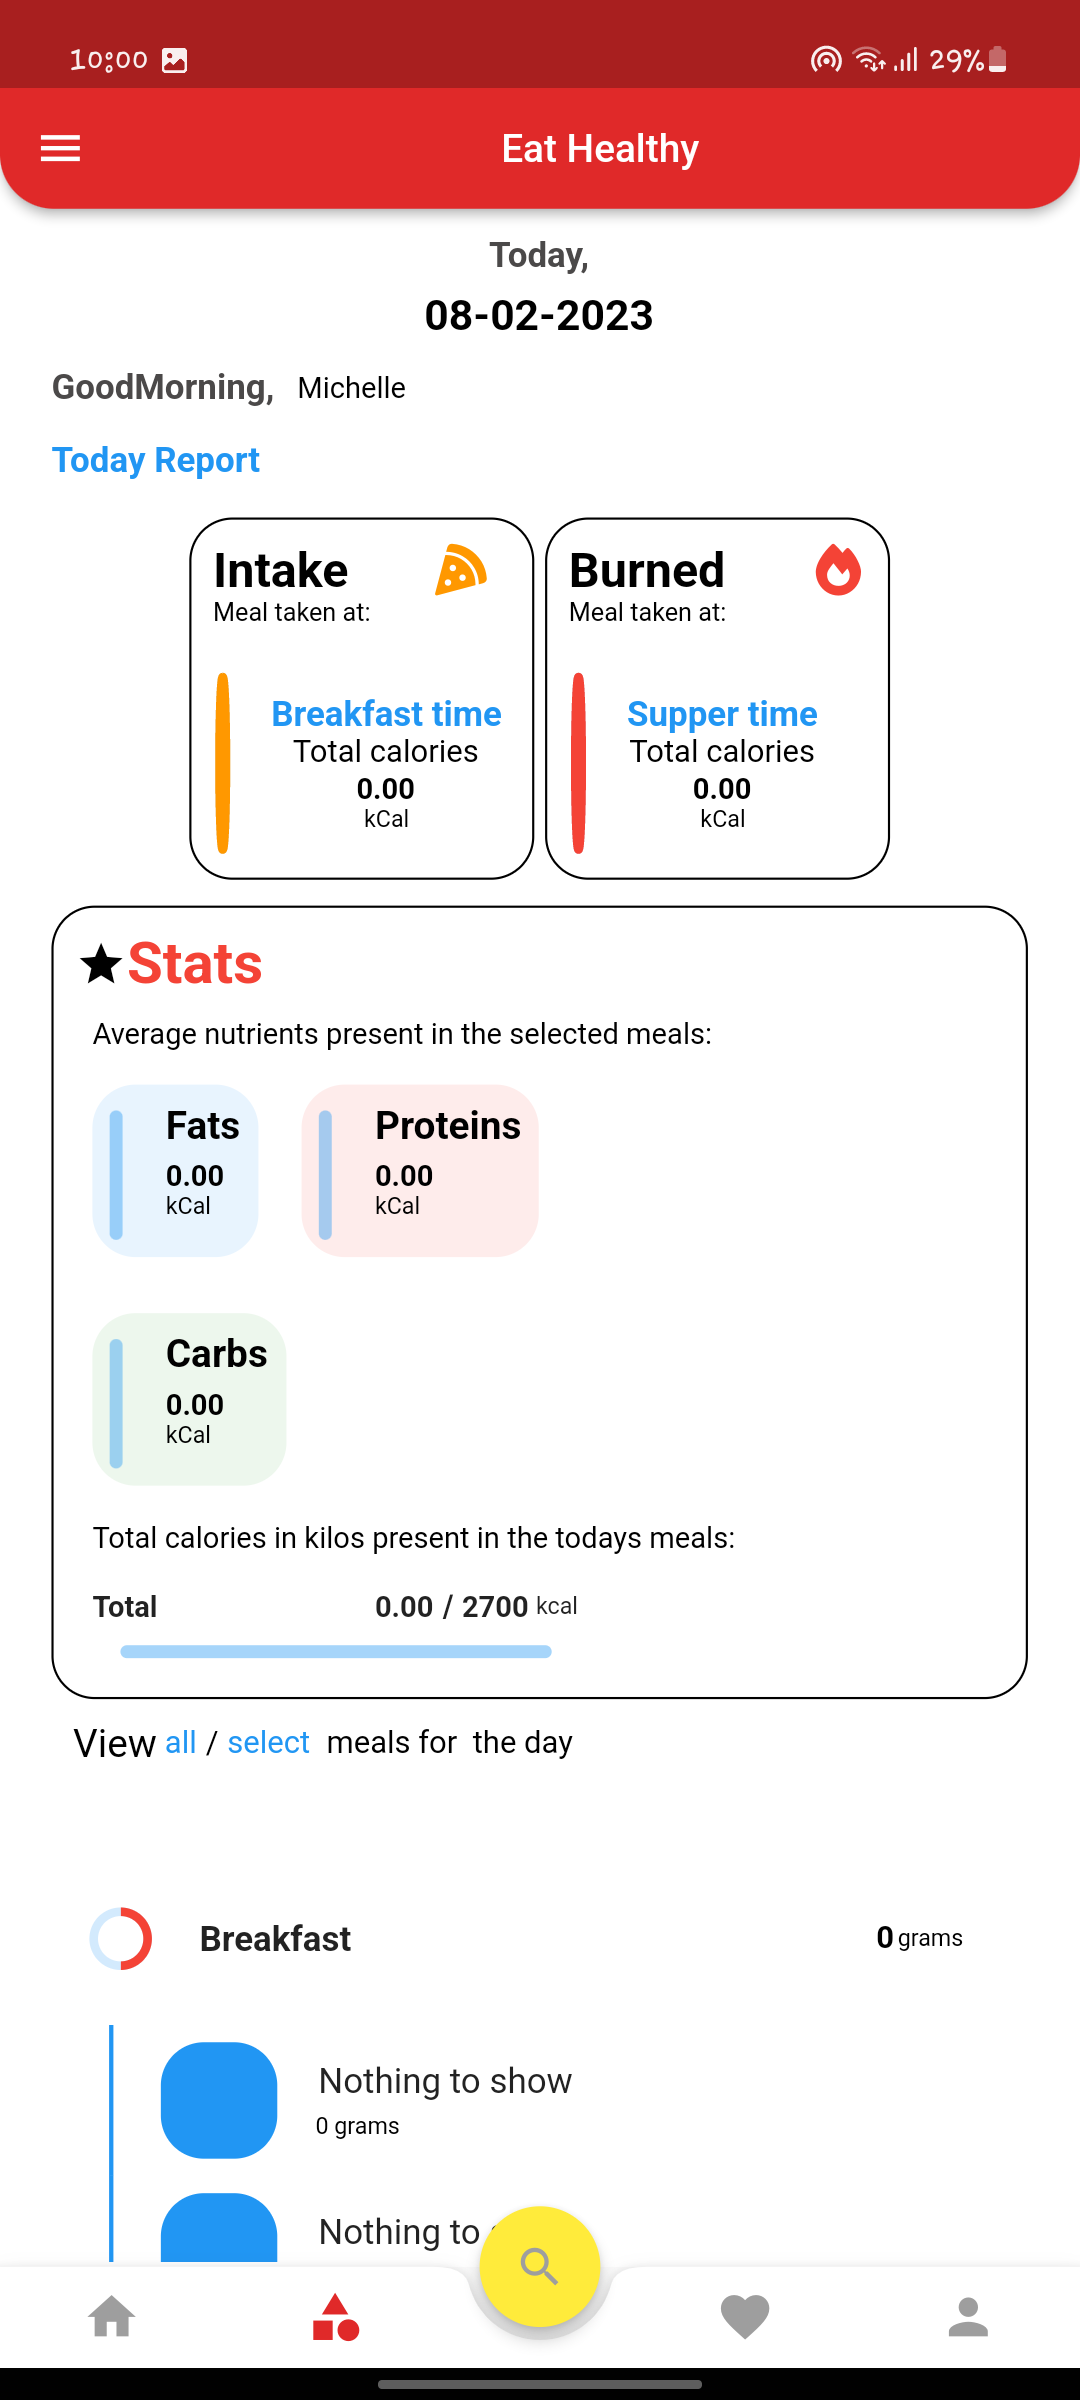 10:00 29%
Eat Healthy
Today,
08-02-2023
GoodMorning, Michelle
Today Report
Intake
Meal taken at:
Breakfast time
Total calories
0.00
kCal
Burned
Meal taken at:
Supper time
Total calories
0.00
kCal
Stats
Average nutrients present in the selected meals:
Fats
0.00
kCal
Proteins
0.00
kCal
Carbs
0.00
kCal
Total calories in kilos present in the todays meals:
Total 0.00 / 2700 kcal
View all / select meals for the day
Breakfast 0 grams
Nothing to show
0 grams
Nothing to